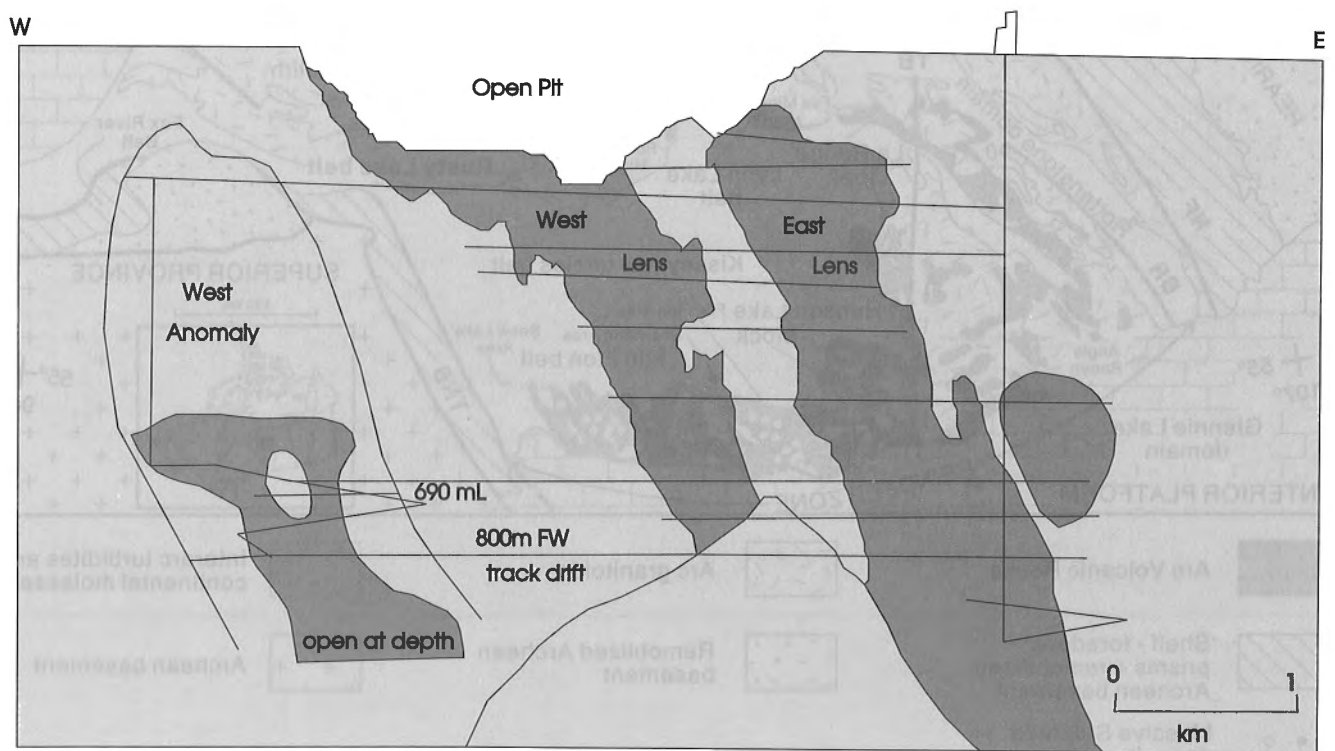 W
E
Open Pit
West
Lens
East
Lens
West
Anomaly
690 mL
800m FW
track drift
open at depth
0
1
km